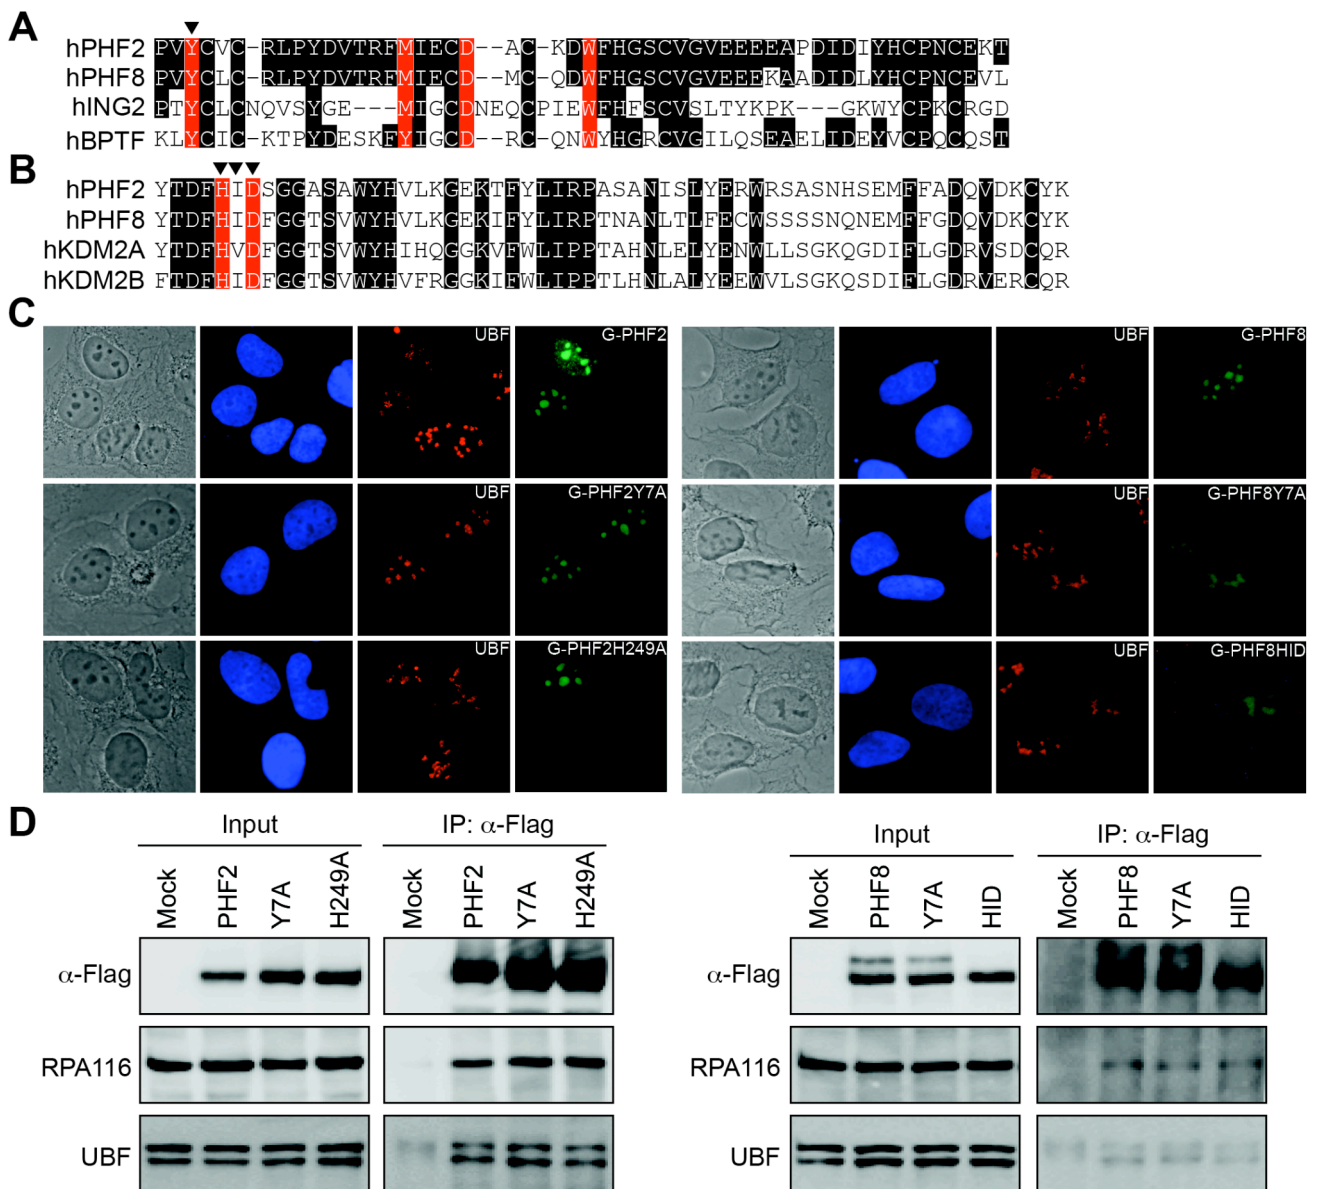 A
hPHF2 PVYCVC-RLPYDVTRFMIECD--AC-KDWFHGSCVGVEEEEAPDIDIYHCPNCEKT
hPHF8 PVYCLC-RLPYDVTRFMIECD--MC-QDWFHGSCVGVEEEKAADIDLYHCPNCEVL
hING2 PTYCLCNQVSYGE---MIGCDNEQCPIEWFHFSCVSLTYKPK---GKWYCPKCRGD
hBPTF KLYCIC-KTPYDESKFYIGCD--RC-QNWYHGRCVGILQSEAELIDEYVCPQCQST
B
hPHF2 YTDFHIDSGGASAWYHVLKGEKTFYLIRPASANISLYERWRSASNHSEMFFADQVDKCYK
hPHF8 YTDFHIDFGGTSVWYHVLKGEKIFYLIRPTNANLTLFECWSSSSNQNEMFFGDQVDKCYK
hKDM2A YTDFHVDFGGTSVWYHIHQGGKVFWLIPPTAHNLELYENWLLSGKQGDIFLGDRVSDCQR
hKDM2B FTDFHIDFGGTSVWYHVFRGGKIFWLIPPTLHNLALYEEWVLSGKQSDIFLGDRVERCQR
C
UBF G-PHF2 UBF G-PHF8
UBF G-PHF2Y7A UBF G-PHF8Y7A
UBF G-PHF2H249A UBF G-PHF8HID
D
Input IP: α-Flag Input IP: α-Flag
Mock PHF2 Y7A H249A Mock PHF2 Y7A H249A Mock PHF8 Y7A HID Mock PHF8 Y7A HID
α-Flag α-Flag
RPA116 RPA116
UBF UBF